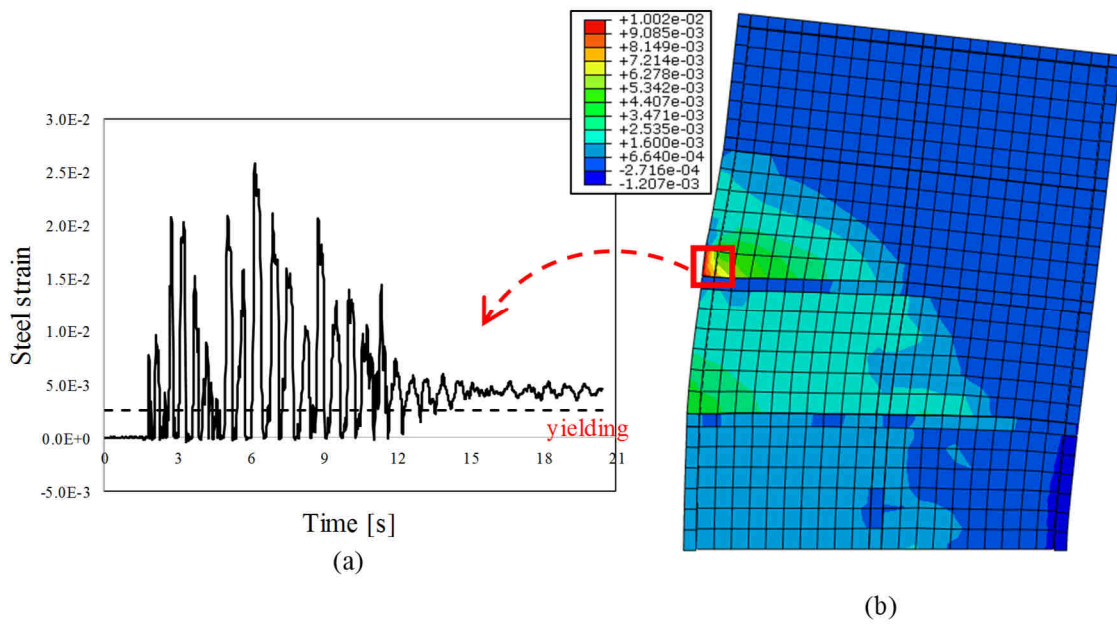 +1.002e-02
+9.085e-03
+8.149e-03
+7.214e-03
+6.278e-03
+5.342e-03
+4.407e-03
+3.471e-03
+2.535e-03
+1.600e-03
+6.640e-04
-2.716e-04
-1.207e-03
3.0E-2
2.5E-2
2.0E-2
1.5E-2
1.0E-2
5.0E-3
0.0E+0
-5.0E-3
Steel strain
yielding
0 3 6 9 12 15 18 21
Time [s]
(a)
(b)